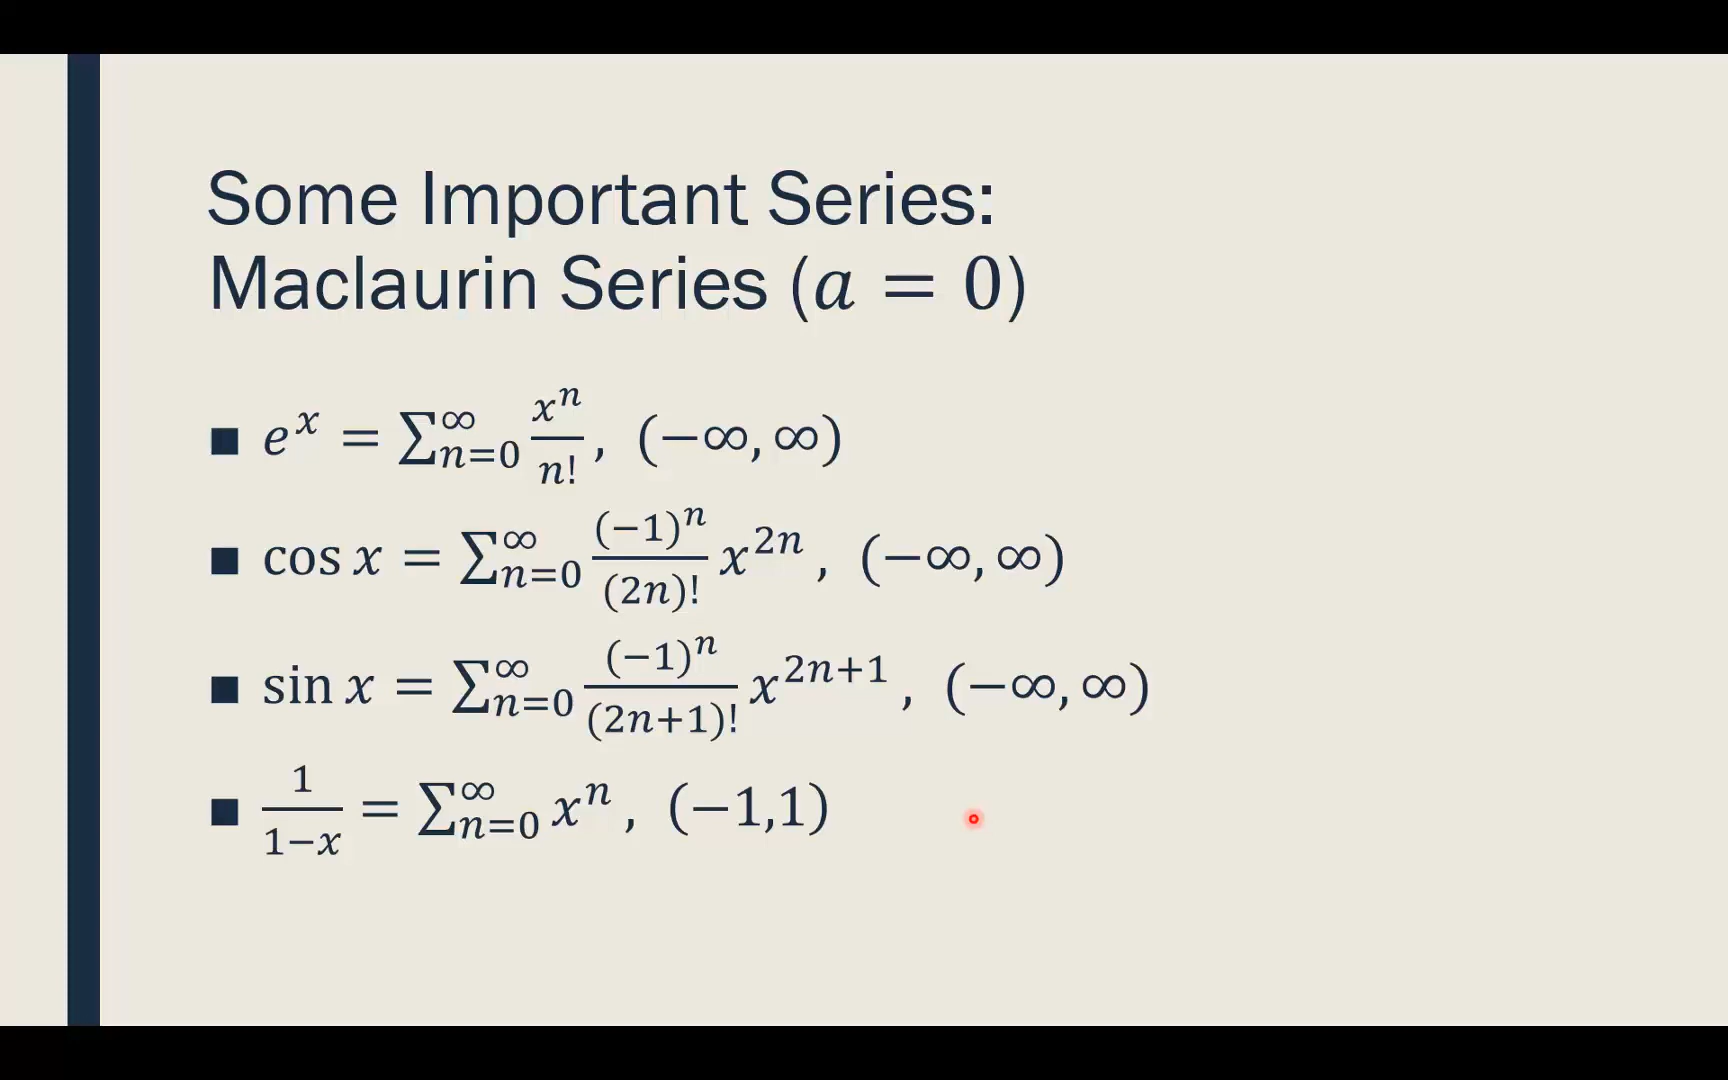 Some Important Series:
Maclaurin Series (𝑎 = 0)
■ 𝑒^𝑥 = ∑_{𝑛=0}^{∞} 𝑥^𝑛/𝑛! , (−∞, ∞)
■ cos 𝑥 = ∑_{𝑛=0}^{∞} (−1)^𝑛/(2𝑛)! 𝑥^{2𝑛} , (−∞, ∞)
■ sin 𝑥 = ∑_{𝑛=0}^{∞} (−1)^𝑛/(2𝑛+1)! 𝑥^{2𝑛+1} , (−∞, ∞)
■ 1/(1−𝑥) = ∑_{𝑛=0}^{∞} 𝑥^𝑛 , (−1,1)